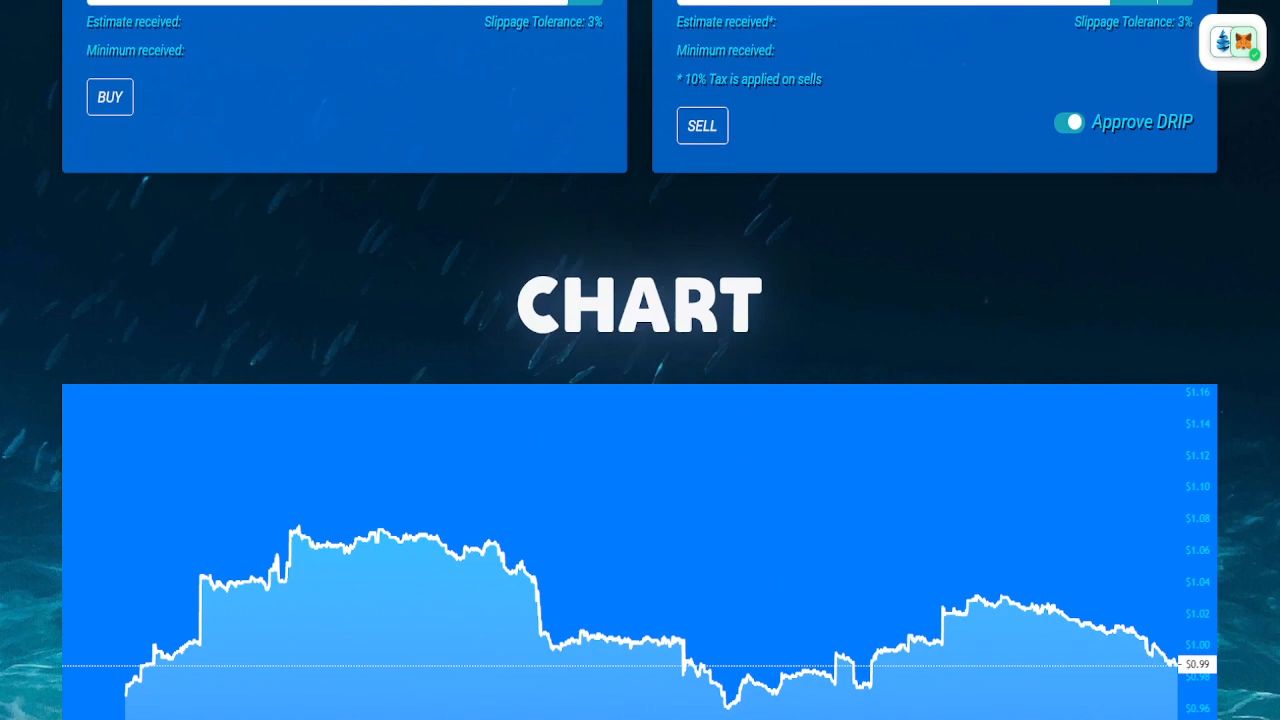 Estimate received:
Slippage Tolerance: 3%
Minimum received:
BUY
Estimate received*:
Slippage Tolerance: 3%
Minimum received:
* 10% Tax is applied on sells
SELL
Approve DRIP
CHART
$1.16
$1.14
$1.12
$1.10
$1.08
$1.06
$1.04
$1.02
$1.00
$0.99
$0.98
$0.96